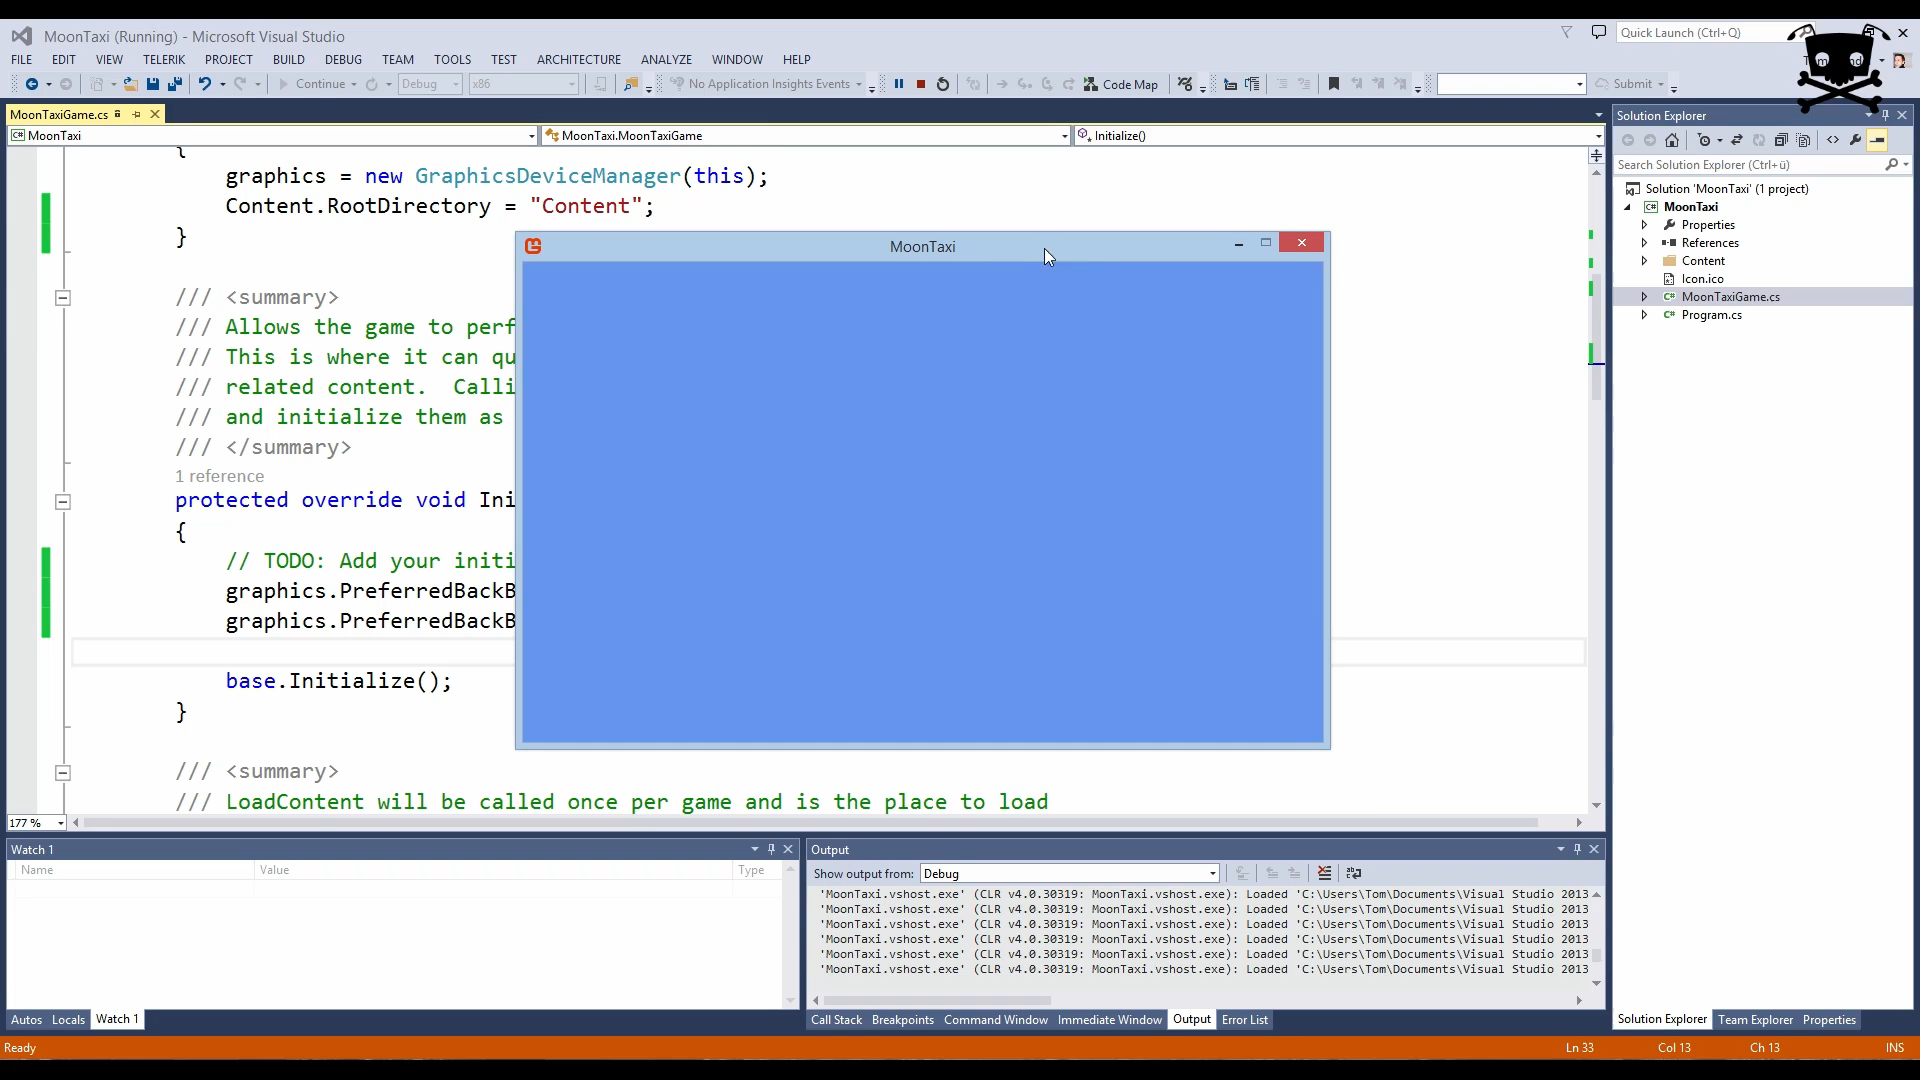 MoonTaxi (Running) - Microsoft Visual Studio
Quick Launch (Ctrl+Q)
FILE EDIT VIEW TELERIK PROJECT BUILD DEBUG TEAM TOOLS TEST ARCHITECTURE ANALYZE WINDOW HELP
Continue Debug x86 No Application Insights Events Code Map Submit
MoonTaxiGame.cs
MoonTaxi MoonTaxi.MoonTaxiGame Initialize()
{
graphics = new GraphicsDeviceManager(this);
Content.RootDirectory = "Content";
}
/// <summary>
/// Allows the game to perf
/// This is where it can qu
/// related content.  Calli
/// and initialize them as
/// </summary>
1 reference
protected override void Ini
{
// TODO: Add your initi
graphics.PreferredBackB
graphics.PreferredBackB
base.Initialize();
}
/// <summary>
/// LoadContent will be called once per game and is the place to load
177 %
MoonTaxi
Solution Explorer
Search Solution Explorer (Ctrl+ü)
Solution 'MoonTaxi' (1 project)
MoonTaxi
Properties
References
Content
Icon.ico
MoonTaxiGame.cs
Program.cs
Watch 1
Name Value Type
Autos Locals Watch 1
Output
Show output from: Debug
'MoonTaxi.vshost.exe' (CLR v4.0.30319: MoonTaxi.vshost.exe): Loaded 'C:\Users\Tom\Documents\Visual Studio 2013
'MoonTaxi.vshost.exe' (CLR v4.0.30319: MoonTaxi.vshost.exe): Loaded 'C:\Users\Tom\Documents\Visual Studio 2013
'MoonTaxi.vshost.exe' (CLR v4.0.30319: MoonTaxi.vshost.exe): Loaded 'C:\Users\Tom\Documents\Visual Studio 2013
'MoonTaxi.vshost.exe' (CLR v4.0.30319: MoonTaxi.vshost.exe): Loaded 'C:\Users\Tom\Documents\Visual Studio 2013
'MoonTaxi.vshost.exe' (CLR v4.0.30319: MoonTaxi.vshost.exe): Loaded 'C:\Users\Tom\Documents\Visual Studio 2013
'MoonTaxi.vshost.exe' (CLR v4.0.30319: MoonTaxi.vshost.exe): Loaded 'C:\Users\Tom\Documents\Visual Studio 2013
Call Stack Breakpoints Command Window Immediate Window Output Error List
Solution Explorer Team Explorer Properties
Ready Ln 33 Col 13 Ch 13 INS